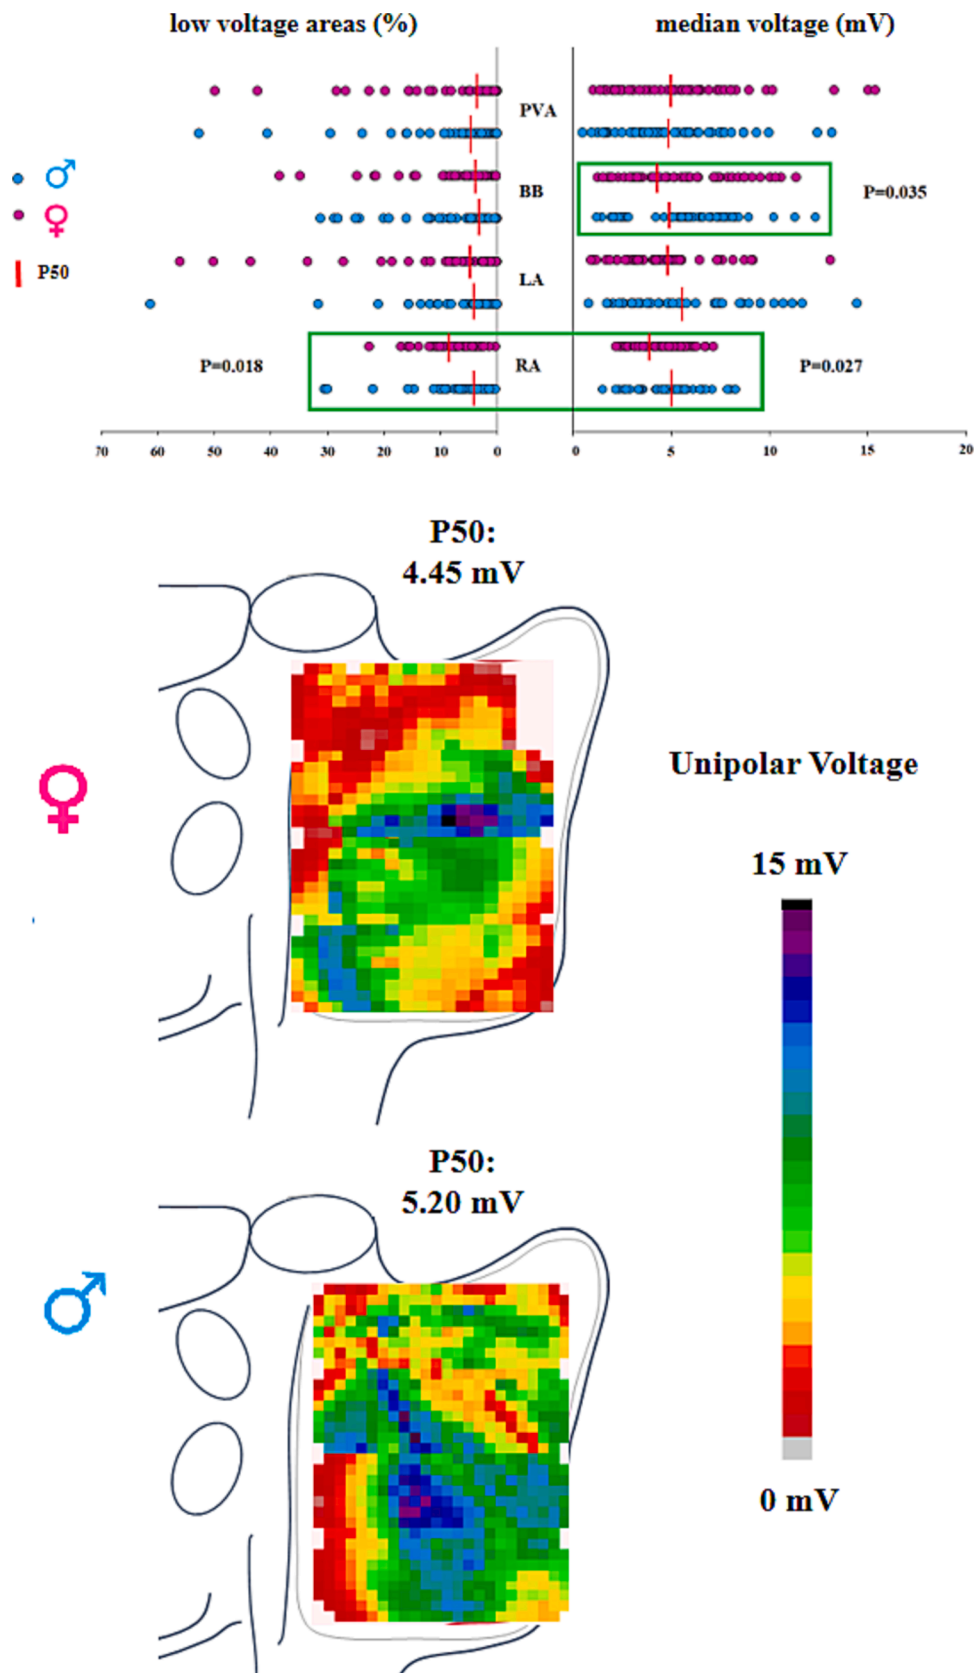 low voltage areas (%) median voltage (mV)
PVA
♂
BB
P=0.035
♀
P50
LA
P=0.018
RA
P=0.027
70 60 50 40 30 20 10 0 0 5 10 15 20
P50:
4.45 mV
♀
Unipolar Voltage
15 mV
P50:
5.20 mV
♂
0 mV